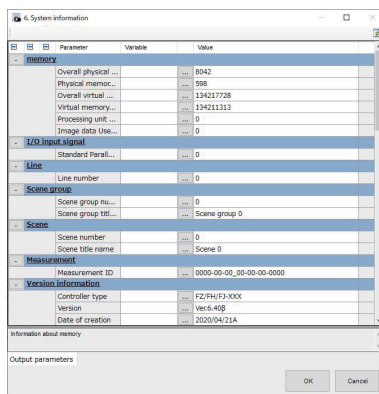 6. System information
Parameter Variable Value
memory
Overall physical ... ... 8042
Physical memor... ... 598
Overall virtual ... ... 134217728
Virtual memory... ... 134211313
Processing unit ... ... 0
Image data Use... ... 0
I/O input signal
Standard Parall... ... 0
Line
Line number ... 0
Scene group
Scene group nu... ... 0
Scene group titl... ... Scene group 0
Scene
Scene number ... 0
Scene title name ... Scene 0
Measurement
Measurement ID ... 0000-00-00_00-00-00-0000
Version information
Controller type ... FZ/FH/FJ-XXX
Version ... Ver.6.40β
Date of creation ... 2020/04/21A
information about memory
Output parameters
OK Cancel